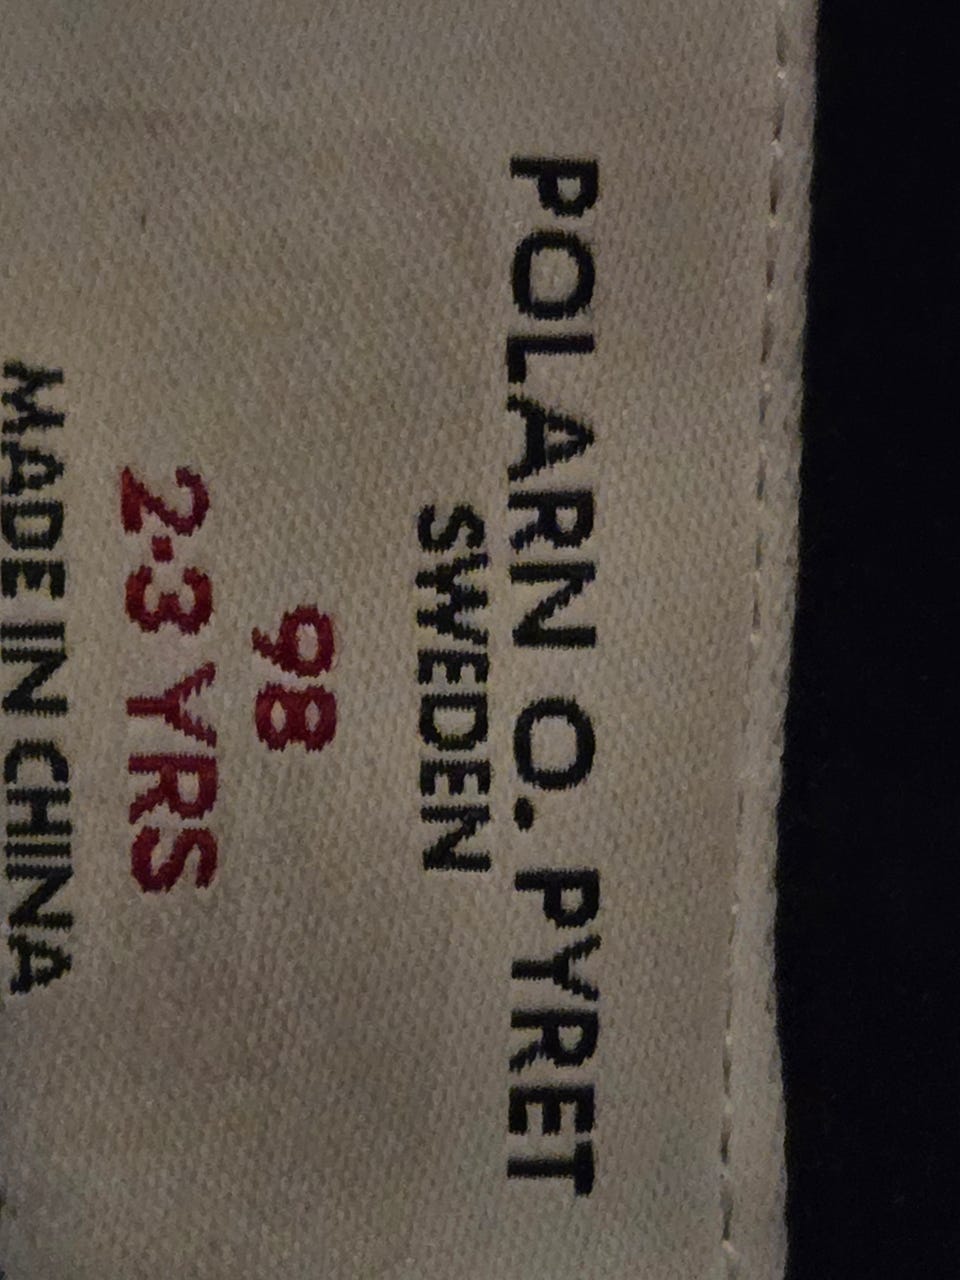 POLARN O. PYRET
SWEDEN
98
2-3 YRS
MADE IN CHINA